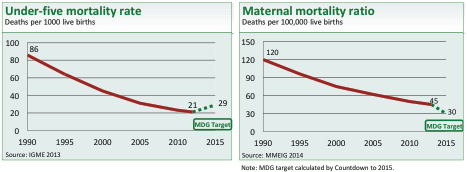 Under-five mortality rate
Deaths per 1000 live births
100
80
60
40
20
0
86
21
29
MDG Target
1990 1995 2000 2005 2010 2015
Source: IGME 2013
Maternal mortality ratio
Deaths per 100,000 live births
150
120
90
60
30
0
120
45
30
MDG Target
1990 1995 2000 2005 2010 2015
Source: MMEIG 2014
Note: MDG target calculated by Countdown to 2015.